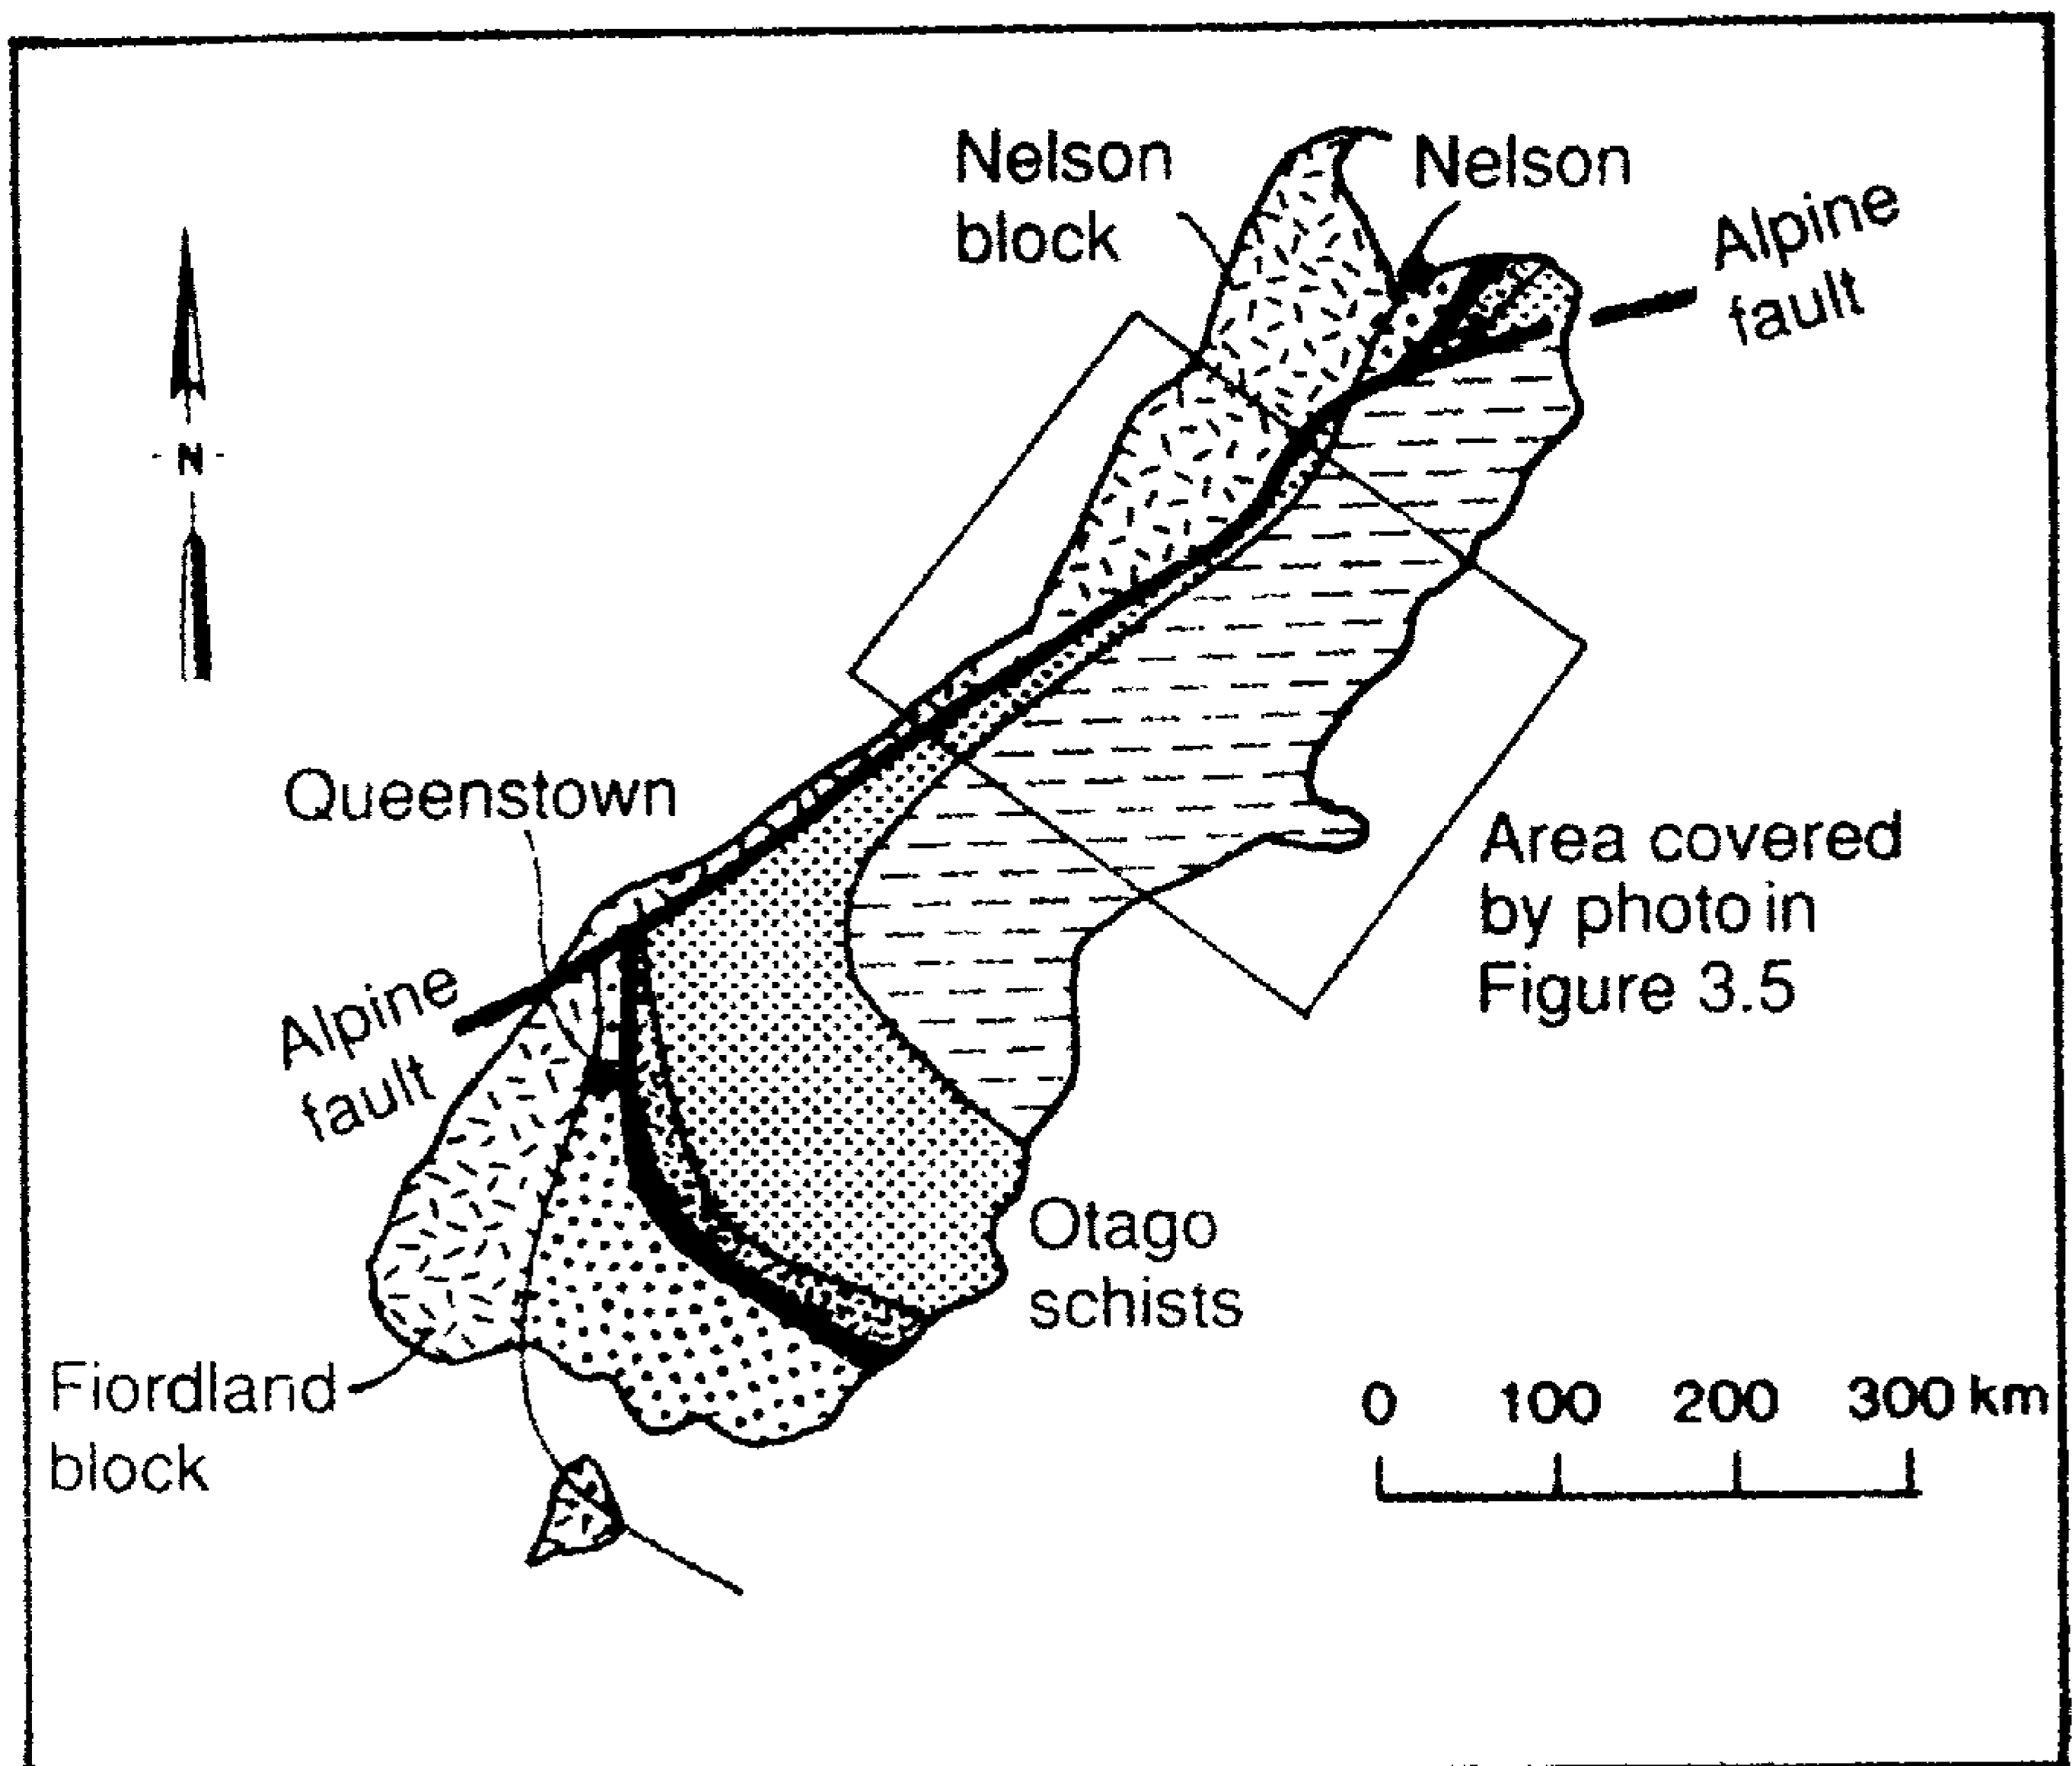 Nelson
block
Nelson
Alpine
fault
N
Queenstown
Area covered
by photo in
Figure 3.5
Alpine
fault
Otago
schists
Fiordland
block
0 100 200 300 km